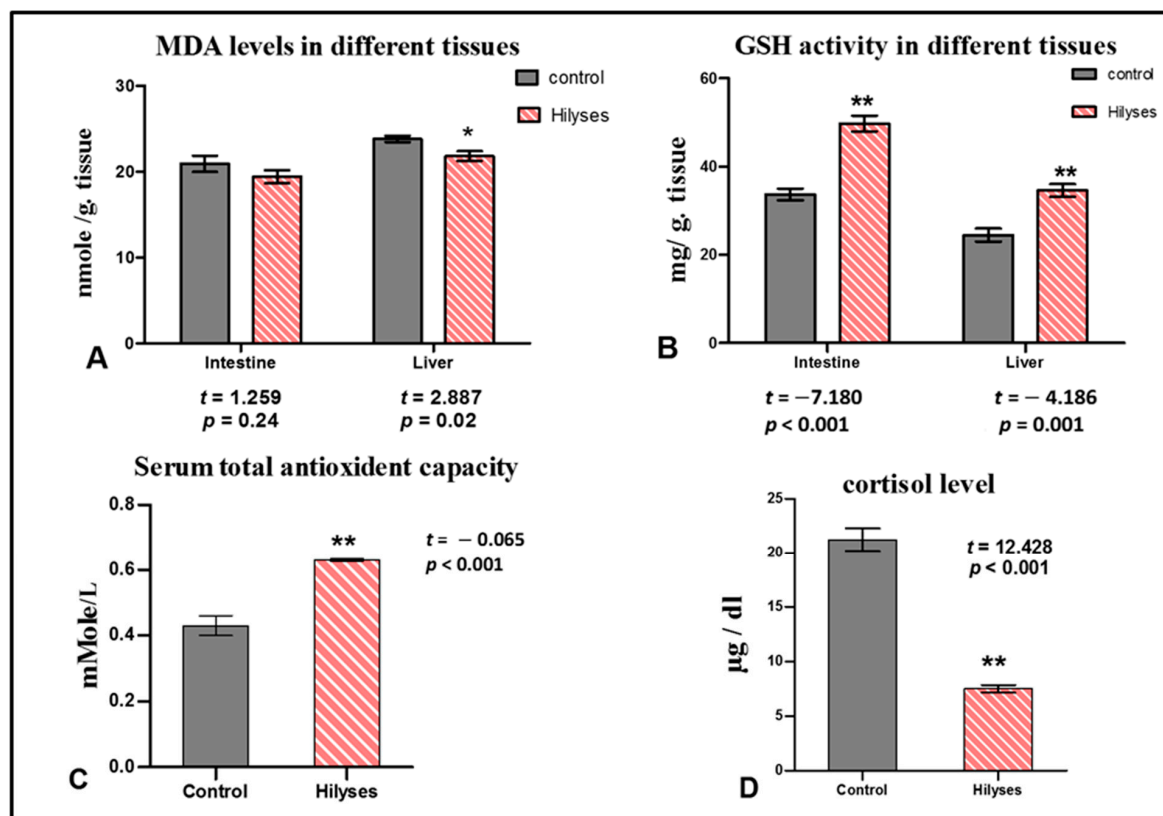 MDA levels in different tissues
control
Hilyses
nmole /g. tissue
30
20
10
0
*
Intestine
Liver
t = 1.259
p = 0.24
t = 2.887
p = 0.02
A
GSH activity in different tissues
control
Hilyses
mg/ g. tissue
60
40
20
0
**
**
Intestine
Liver
t = −7.180
p < 0.001
t = − 4.186
p = 0.001
B
Serum total antioxident capacity
mMole/L
0.8
0.6
0.4
0.2
0.0
**
t = − 0.065
p < 0.001
Control
Hilyses
C
cortisol level
µg / dl
25
20
15
10
5
0
**
t = 12.428
p < 0.001
Control
Hilyses
D